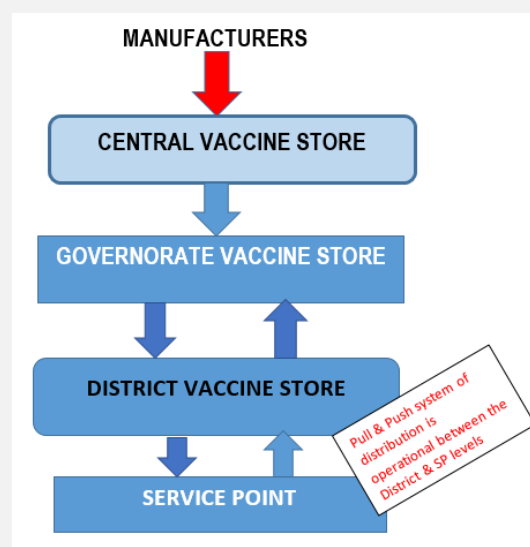 MANUFACTURERS
CENTRAL VACCINE STORE
GOVERNORATE VACCINE STORE
DISTRICT VACCINE STORE
Pull & Push system of
distribution is
operational between the
District & SP levels
SERVICE POINT